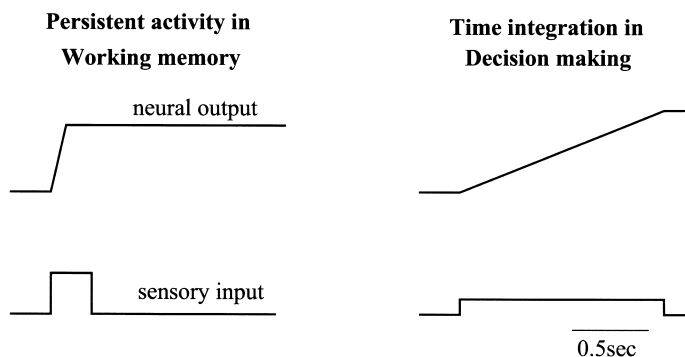 Persistent activity in
Working memory
neural output
sensory input
Time integration in
Decision making
0.5sec